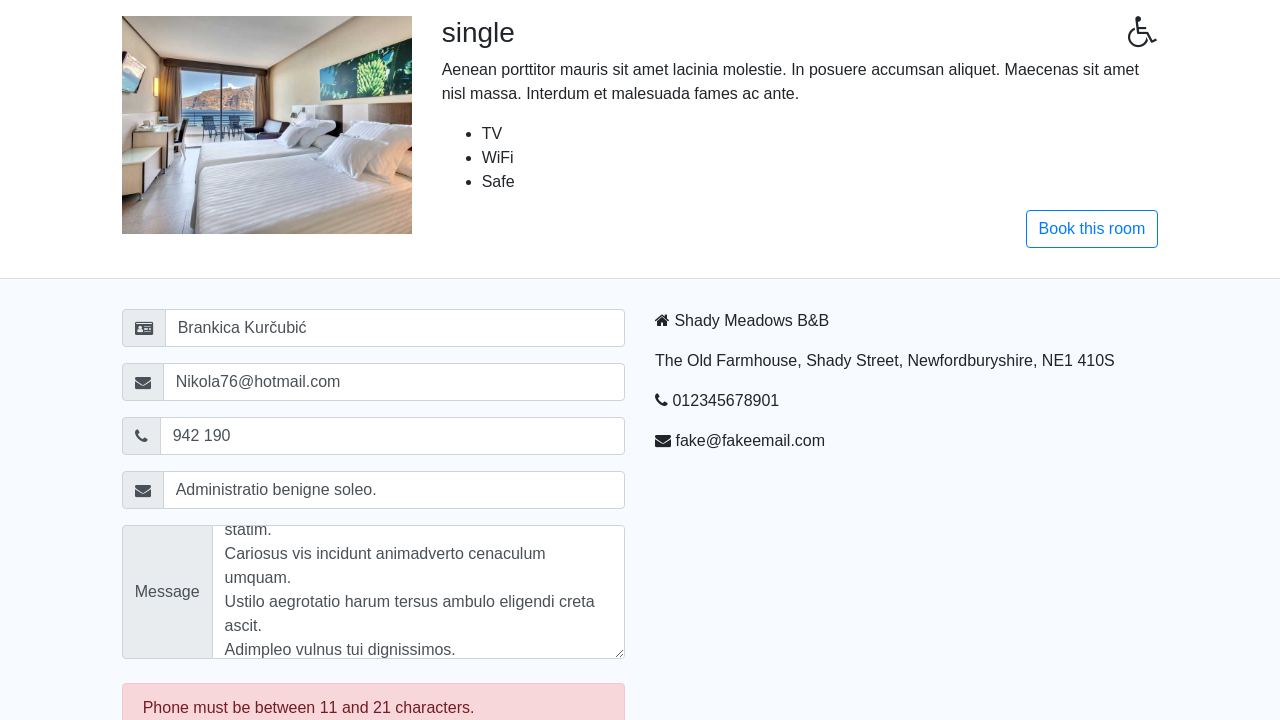 single
Aenean porttitor mauris sit amet lacinia molestie. In posuere accumsan aliquet. Maecenas sit amet
nisl massa. Interdum et malesuada fames ac ante.
TV
WiFi
Safe
Book this room
Brankica Kurčubić
Nikola76@hotmail.com
942 190
Administratio benigne soleo.
Message
statim.
Cariosus vis incidunt animadverto cenaculum
umquam.
Ustilo aegrotatio harum tersus ambulo eligendi creta
ascit.
Adimpleo vulnus tui dignissimos.
Phone must be between 11 and 21 characters.
Shady Meadows B&B
The Old Farmhouse, Shady Street, Newfordburyshire, NE1 410S
012345678901
fake@fakeemail.com